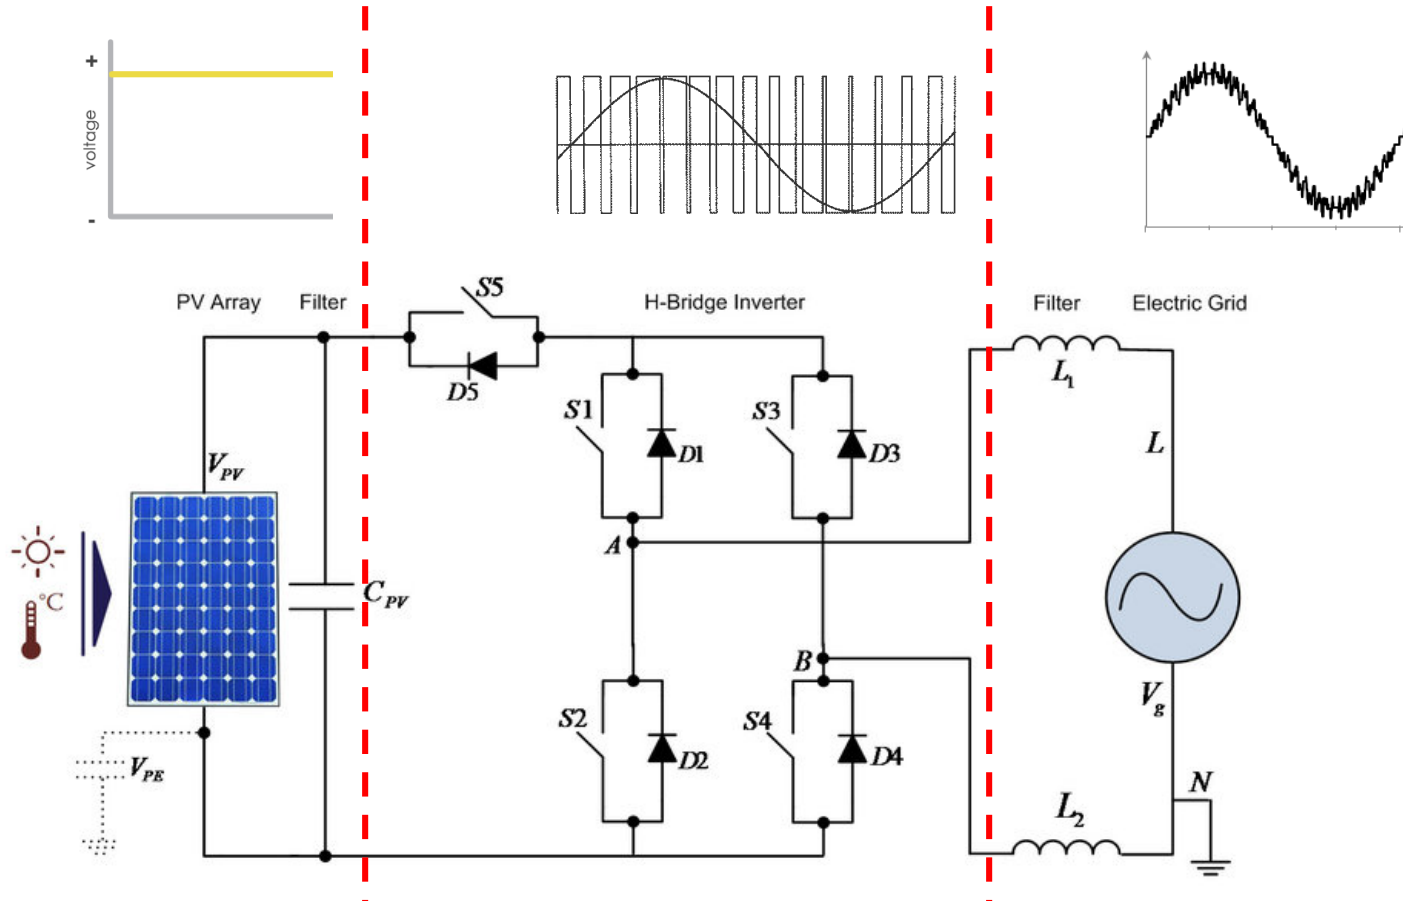 +
voltage
-
PV Array
Filter
S5
H-Bridge Inverter
Filter
Electric Grid
D5
L1
S1
S3
D1
D3
L
VPV
A
°C
CPV
B
Vg
S2
S4
D2
D4
VPE
N
L2